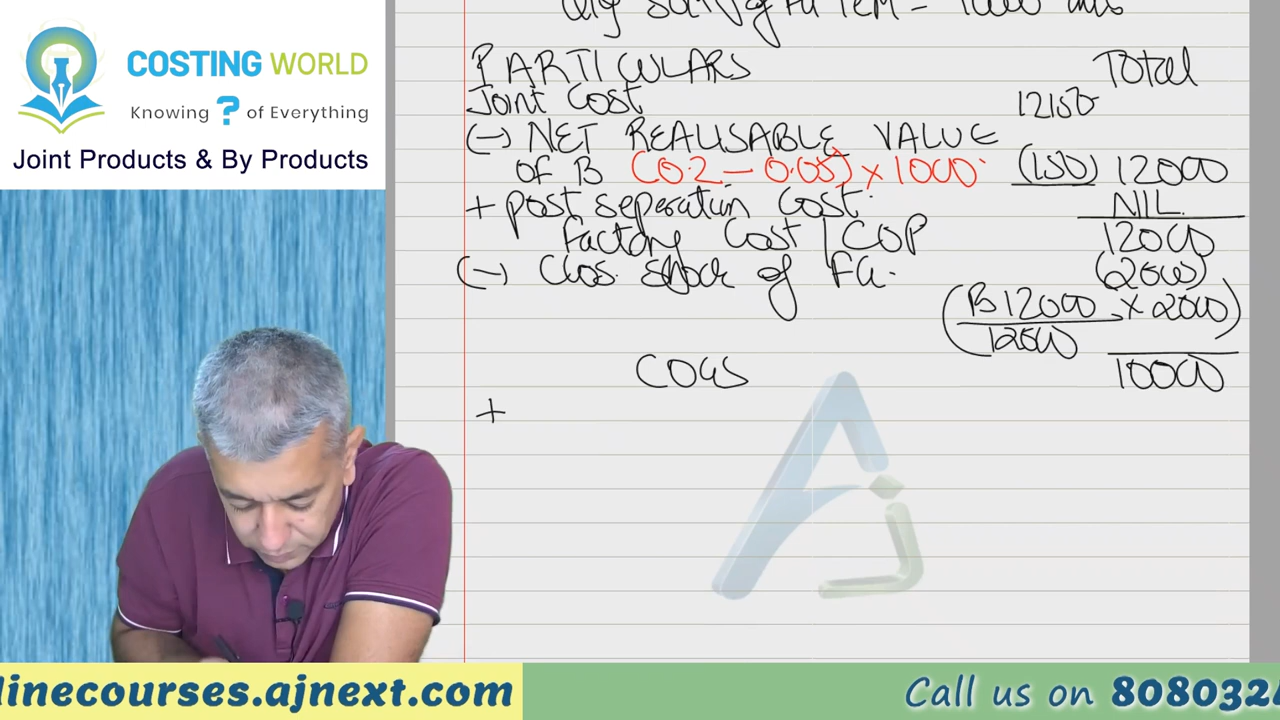 COSTING WORLD
Knowing ? of Everything
Joint Products & By Products
PARTICULARS Total
Joint Cost 12150
(-) NET REALISABLE VALUE
OF B (0.2 - 0.05) × 1000 (150) 12000
+ post seperation Cost. NIL
Factory Cost | COP 12000
(-) Clos. stock of FG. (2000)
(B 12000 × 2000)
12000
COGS 10000
+
linecourses.ajnext.com
Call us on 808032